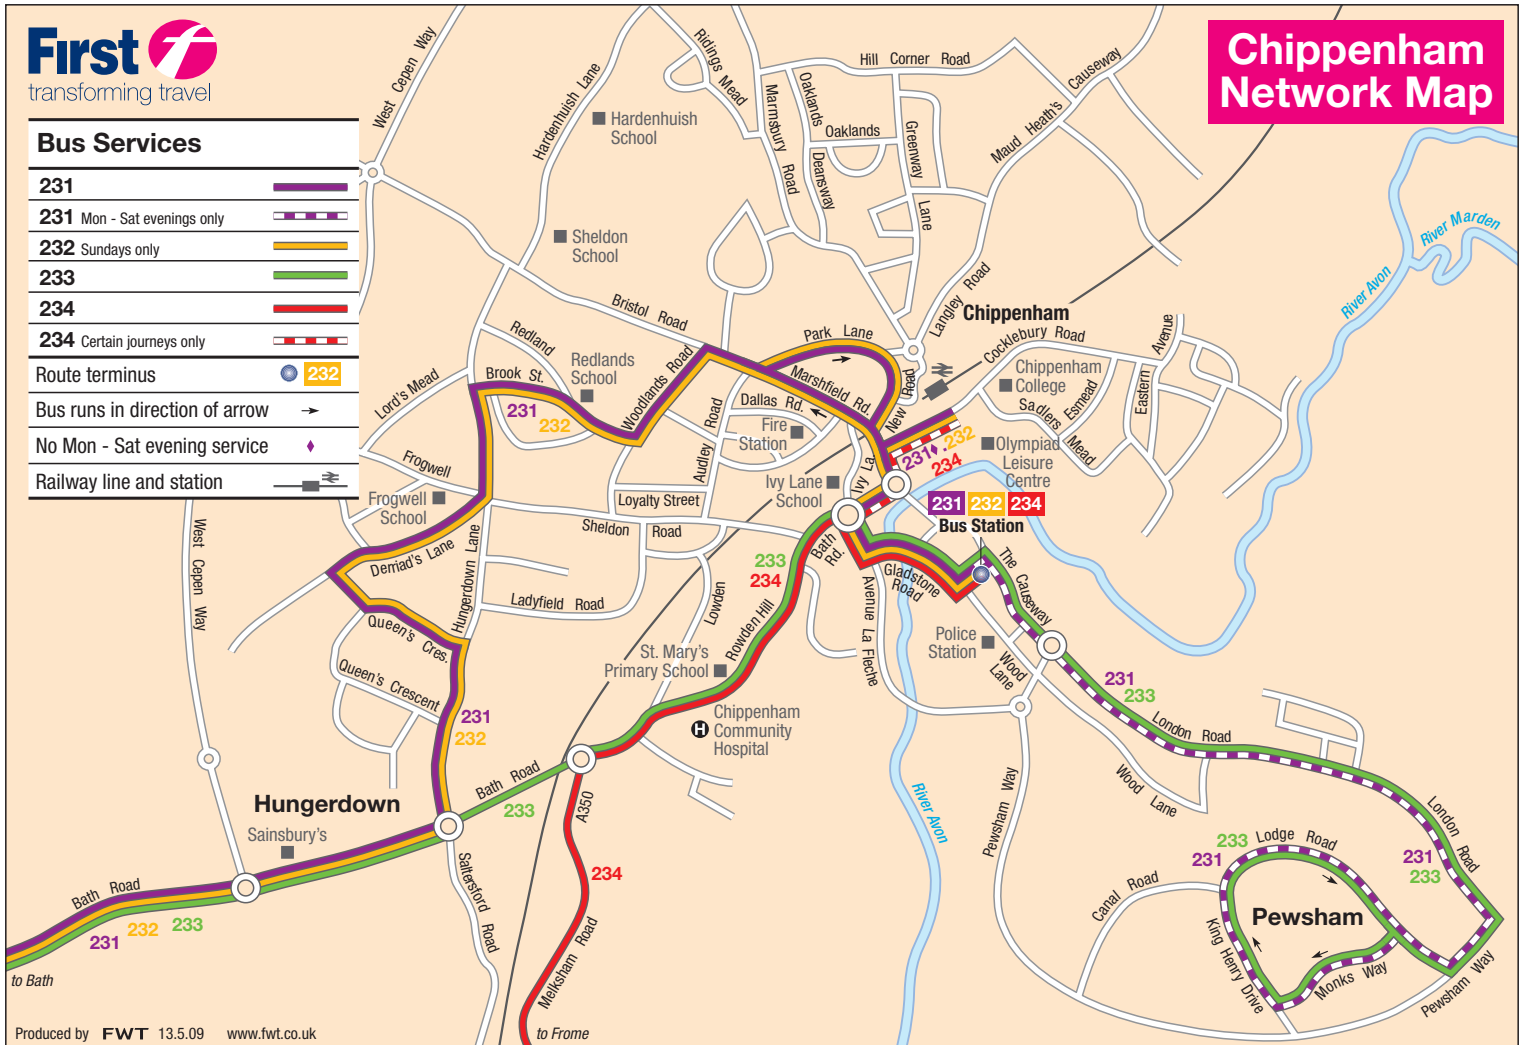 First
transforming travel
Bus Services
231
231 Mon - Sat evenings only
232 Sundays only
233
234
234 Certain journeys only
Route terminus 232
Bus runs in direction of arrow
No Mon - Sat evening service
Railway line and station
Chippenham
Network Map
West Cepen Way
Hardenhuish Lane
Hardenhuish
School
Ridings Mead
Marmsbury Road
Oaklands
Oaklands
Deansway
Greenway
Lane
Hill Corner Road
Maud Heath's Causeway
River Marden
River Avon
Sheldon
School
Bristol Road
Langley Road
Chippenham
Cocklebury Road
Park Lane
Marshfield Rd.
New Road
Chippenham
College
Sadlers Mead
Esmead
Eastern Avenue
Redland
Redlands
School
Brook St.
231
232
Woodlands Road
Lord's Mead
Dallas Rd.
Fire
Station
Audley Road
Frogwell
Frogwell
School
Loyalty Street
Ivy Lane
School
Ivy La.
231♦.232
234
Olympiad
Leisure
Centre
231 232 234
Bus Station
Sheldon Road
Derriad's Lane
Hungerdown Lane
West Cepen Way
Ladyfield Road
Lowden
233
234
Bath
Rd.
Gladstone
Road
Avenue La Fleche
The Causeway
Queen's Cres.
Queen's Crescent
Rowden Hill
St. Mary's
Primary School
Police
Station
Wood
Lane
231
232
231
233
H
Chippenham
Community
Hospital
London Road
Wood Lane
Bath Road
233
A350
Hungerdown
Sainsbury's
Pewsham Way
River Avon
London Road
233
231
Lodge Road
231
233
Saltersford Road
234
Bath Road
231
232
233
Canal Road
Pewsham
King Henry Drive
Monks Way
Pewsham Way
Melksham Road
to Bath
to Frome
Produced by FWT 13.5.09 www.fwt.co.uk